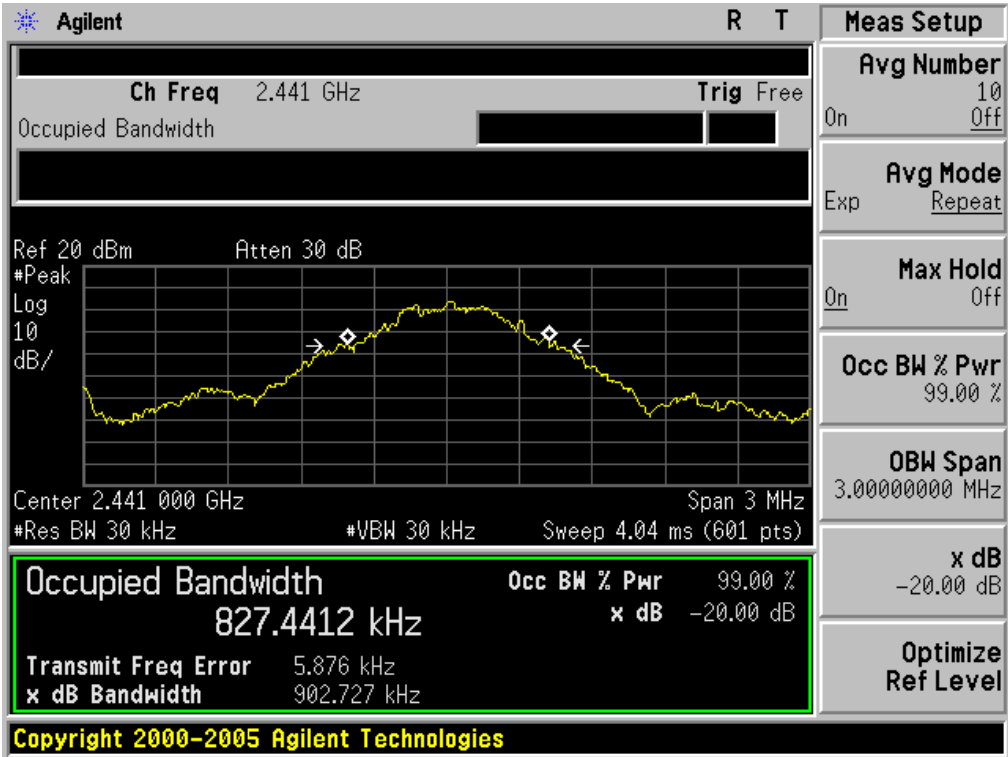 Agilent R T
Ch Freq 2.441 GHz Trig Free
Occupied Bandwidth
Ref 20 dBm Atten 30 dB
#Peak
Log
10
dB/
Center 2.441 000 GHz Span 3 MHz
#Res BW 30 kHz #VBW 30 kHz Sweep 4.04 ms (601 pts)
Occupied Bandwidth Occ BW % Pwr 99.00 %
827.4412 kHz x dB -20.00 dB
Transmit Freq Error 5.876 kHz
x dB Bandwidth 902.727 kHz
Copyright 2000-2005 Agilent Technologies
Meas Setup
Avg Number
10
On Off
Avg Mode
Exp Repeat
Max Hold
On Off
Occ BW % Pwr
99.00 %
OBW Span
3.00000000 MHz
x dB
-20.00 dB
Optimize
Ref Level